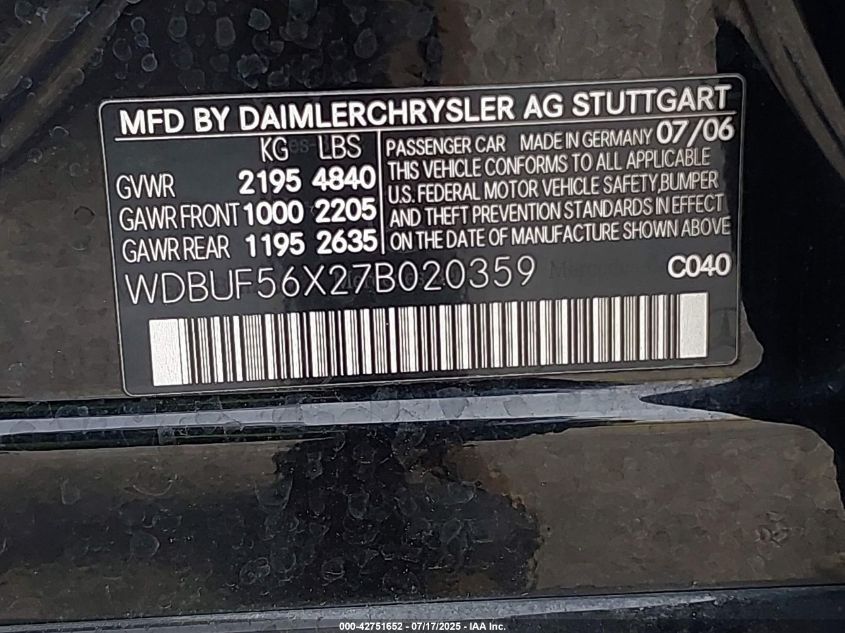 MFD BY DAIMLERCHRYSLER AG STUTTGART
KG LBS
GVWR 2195 4840
GAWR FRONT 1000 2205
GAWR REAR 1195 2635
PASSENGER CAR MADE IN GERMANY 07/06
THIS VEHICLE CONFORMS TO ALL APPLICABLE
U.S. FEDERAL MOTOR VEHICLE SAFETY,BUMPER
AND THEFT PREVENTION STANDARDS IN EFFECT
ON THE DATE OF MANUFACTURE SHOWN ABOVE
WDBUF56X27B020359
C040
000-42751652 - 07/17/2025 - IAA Inc.